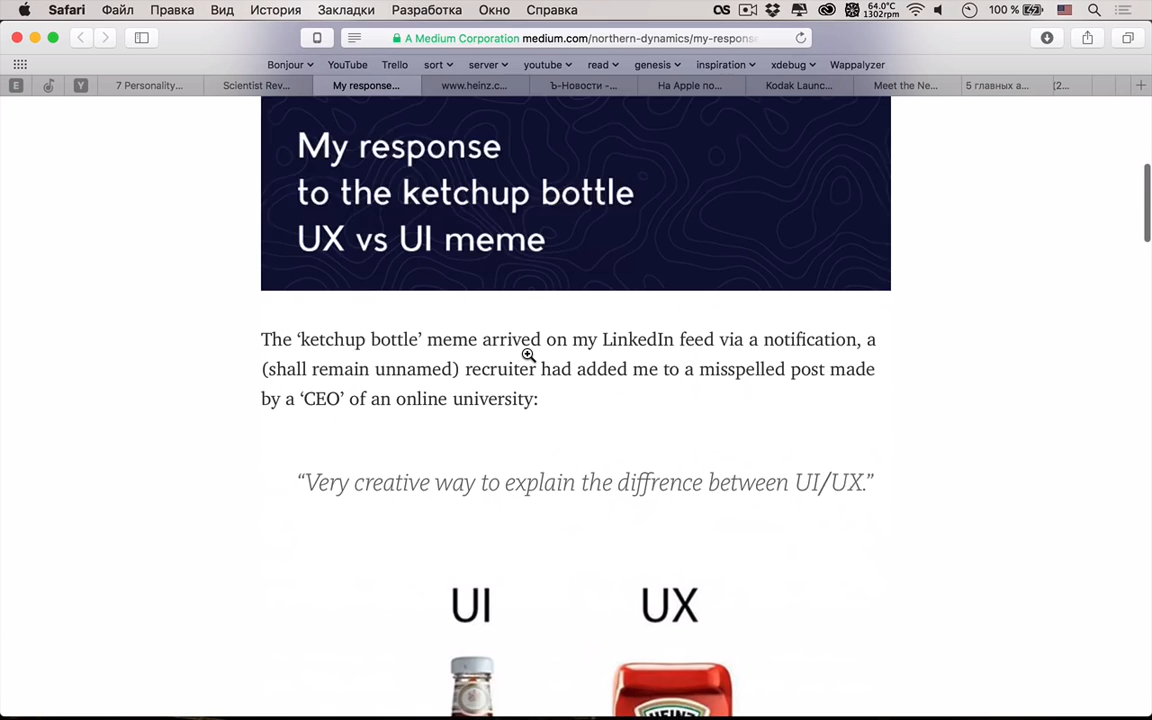 Safari Файл Правка Вид История Закладки Разработка Окно Справка 64.0°C 1302rpm 100 %
A Medium Corporation medium.com/northern-dynamics/my-respons
Bonjour YouTube Trello sort server youtube read genesis inspiration xdebug Wappalyzer
E Y 7 Personality... Scientist Rev... My response... www.heinz.c... Ъ-Новости -... На Apple по... Kodak Launc... Meet the Ne... 5 главных а... [2...
My response
to the ketchup bottle
UX vs UI meme
The ‘ketchup bottle’ meme arrived on my LinkedIn feed via a notification, a
(shall remain unnamed) recruiter had added me to a misspelled post made
by a ‘CEO’ of an online university:
“Very creative way to explain the diffrence between UI/UX.”
UI UX
HEINZ